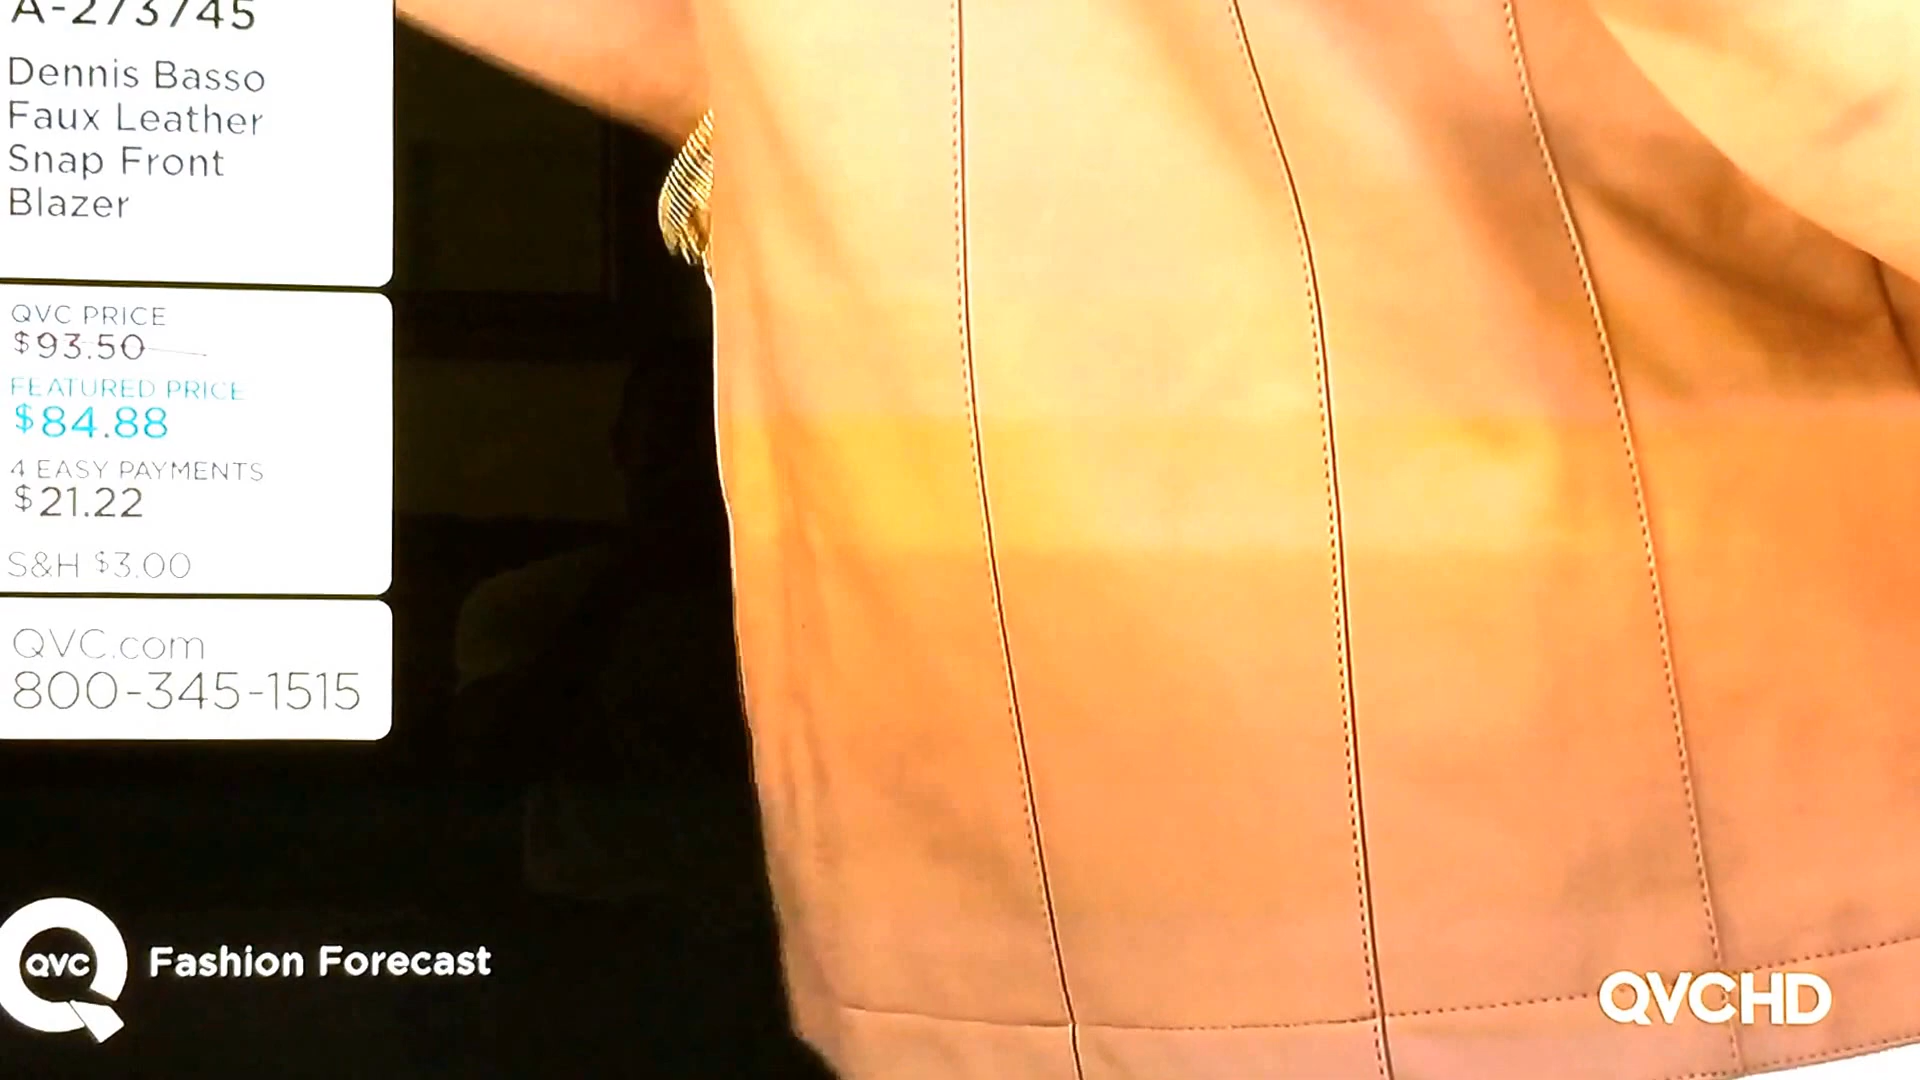 A-273745
Dennis Basso
Faux Leather
Snap Front
Blazer
QVC PRICE
$93.50
FEATURED PRICE
$84.88
4 EASY PAYMENTS
$21.22
S&H $3.00
QVC.com
800-345-1515
QVC
Fashion Forecast
QVCHD